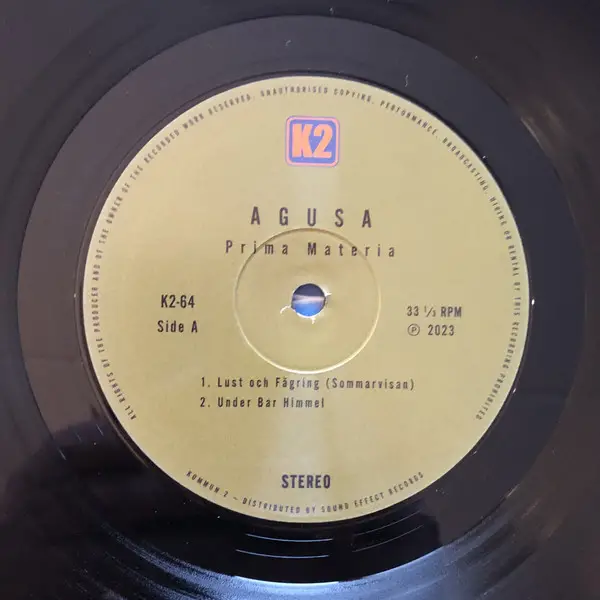 ALL RIGHTS OF THE PRODUCER AND OF THE OWNER OF THE RECORDED WORK RESERVED. UNAUTHORISED COPYING, PERFORMANCE, BROADCASTING, HIRING OR RENTAL OF THIS RECORDING PROHIBITED
K2
AGUSA
Prima Materia
K2-64
Side A
33 1/3 RPM
℗ 2023
1. Lust och Fägring (Sommarvisan)
2. Under Bar Himmel
STEREO
KOMMUN 2 – DISTRIBUTED BY SOUND EFFECT RECORDS